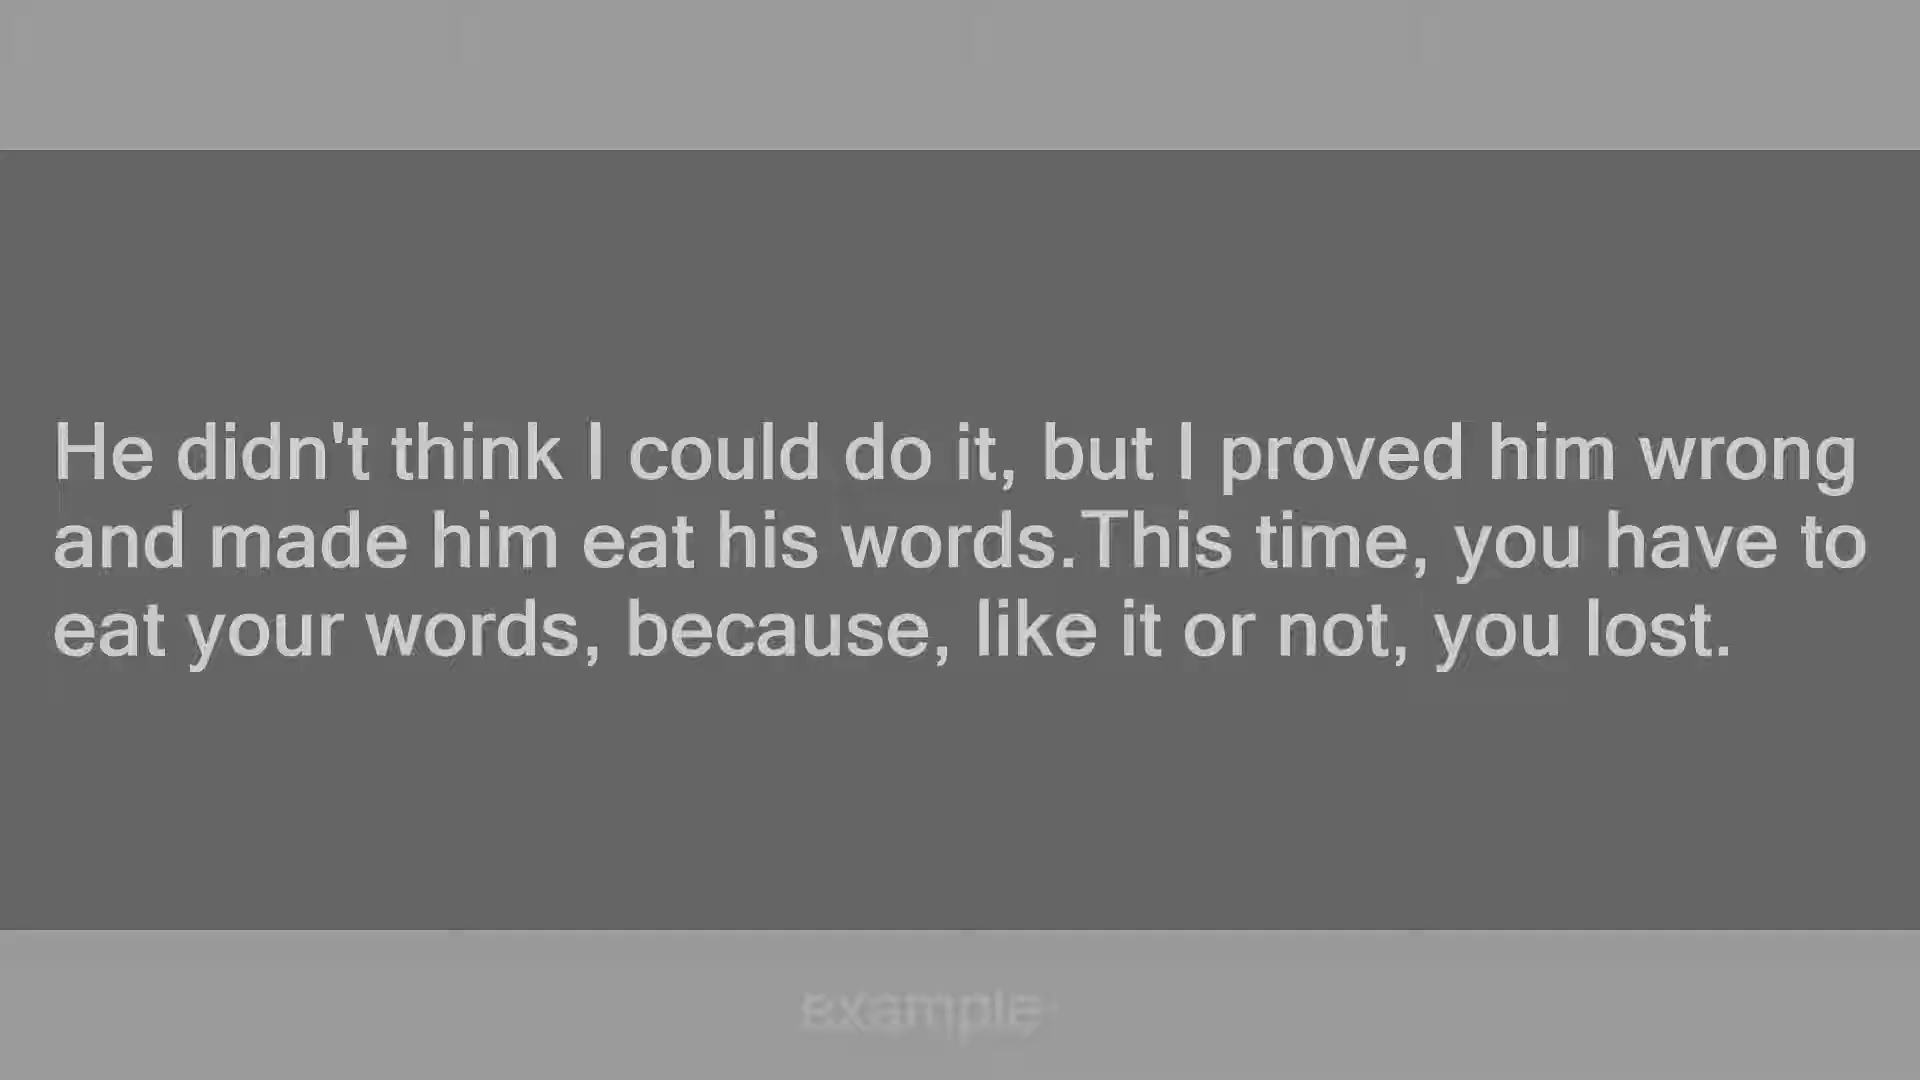 He didn't think I could do it, but I proved him wrong
and made him eat his words.This time, you have to
eat your words, because, like it or not, you lost.
example